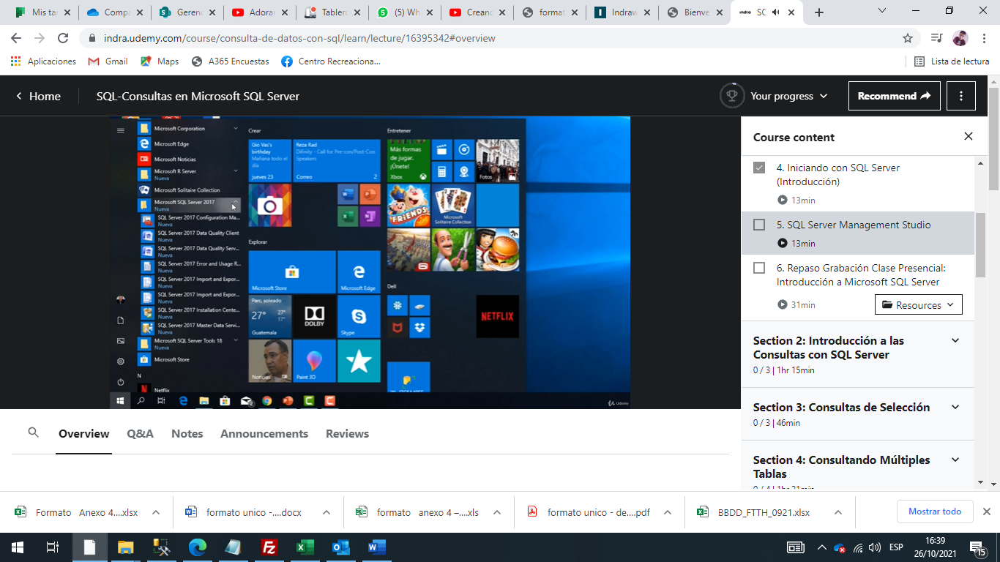 Mis ta
Compa
Gerenc
Adorar
Tablerc
(5) Wh
Creanc
format
Indraw
Bienve
indra SC
indra.udemy.com/course/consulta-de-datos-con-sql/learn/lecture/16395342#overview
Aplicaciones
Gmail
Maps
A365 Encuestas
Centro Recreaciona...
Lista de lectura
Home
SQL-Consultas en Microsoft SQL Server
Your progress
Recommend
Microsoft Corporation
Microsoft Edge
Microsoft Noticias
Microsoft R Server
Nueva
Microsoft Solitaire Collection
Microsoft SQL Server 2017
Nueva
SQL Server 2017 Configuration Ma...
Nueva
SQL Server 2017 Data Quality Client
Nueva
SQL Server 2017 Data Quality Serv...
Nueva
SQL Server 2017 Error and Usage R...
Nueva
SQL Server 2017 Import and Expor...
Nueva
SQL Server 2017 Import and Expor...
Nueva
SQL Server 2017 Installation Cente...
Nueva
SQL Server 2017 Master Data Servi...
Nueva
Microsoft SQL Server Tools 18
Nueva
Microsoft Store
N
Netflix
Crear
Gio Vas's
birthday
Mañana todo el
día
jueves 23
Reza Rad
Difinity - Call for Pre-con/Post-Con
Speakers
Correo
2
Explorar
Microsoft Store
Microsoft Edge
Parc. soleado
27°
27°
17°
Guatemala
DOLBY
Skype
Noticias
Paint 3D
Entretener
Más formas
de jugar.
¡Únete!
Xbox
Fotos
FRIENDS
Microsoft
Solitaire Collection
Dell
NETFLIX
Udemy
Course content
4. Iniciando con SQL Server
(Introducción)
13min
5. SQL Server Management Studio
13min
6. Repaso Grabación Clase Presencial:
Introducción a Microsoft SQL Server
31min
Resources
Section 2: Introducción a las
Consultas con SQL Server
0 / 3 | 1hr 15min
Section 3: Consultas de Selección
0 / 3 | 46min
Section 4: Consultando Múltiples
Tablas
0 / 4 | 1hr 21min
Overview
Q&A
Notes
Announcements
Reviews
Formato Anexo 4....xlsx
formato unico -....docx
formato anexo 4 –....xls
formato unico - de....pdf
BBDD_FTTH_0921.xlsx
Mostrar todo
ESP
16:39
26/10/2021
15